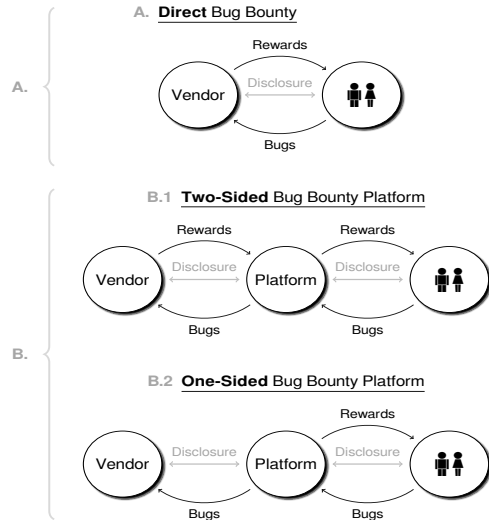 A. Direct Bug Bounty
Rewards
A.
Vendor
Disclosure
Bugs
B.1 Two-Sided Bug Bounty Platform
Rewards
Rewards
Vendor
Disclosure
Platform
Disclosure
Bugs
Bugs
B.
B.2 One-Sided Bug Bounty Platform
Rewards
Vendor
Disclosure
Platform
Disclosure
Bugs
Bugs